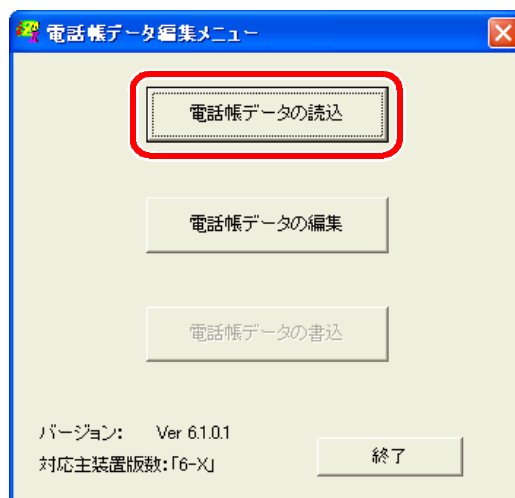 電話帳データ編集メニュー
電話帳データの読込
電話帳データの編集
電話帳データの書込
バージョン: Ver 6.1.0.1
対応主装置版数:「6-X」
終了